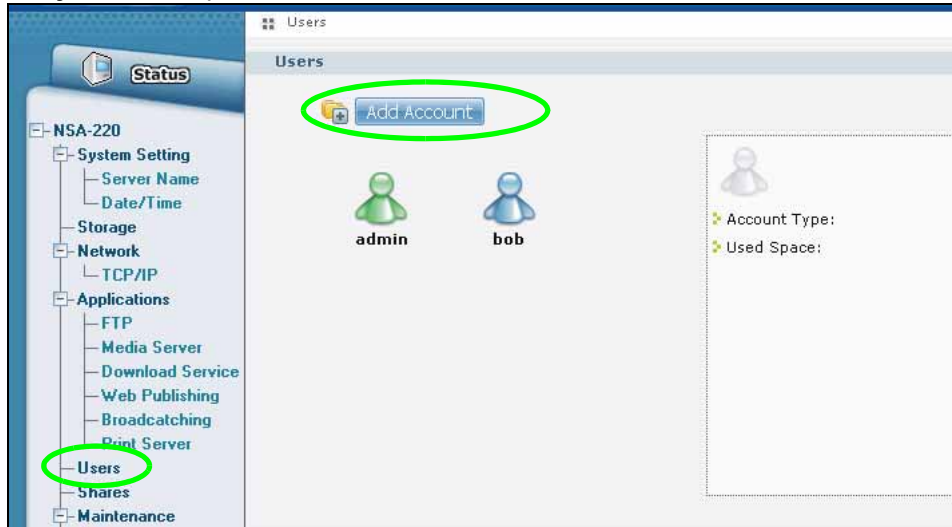 Users
Status
Users
Add Account
NSA-220
System Setting
Server Name
Date/Time
Storage
Network
TCP/IP
Applications
FTP
Media Server
Download Service
Web Publishing
Broadcatching
Print Server
Users
Shares
Maintenance
admin
bob
Account Type:
Used Space: